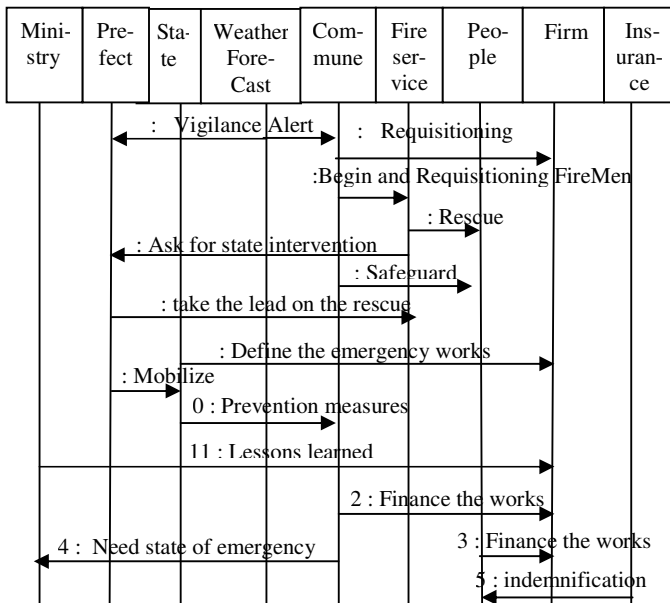 Mini-
stry
Pre-
fect
Sta-
te
Weather
Fore-
Cast
Com-
mune
Fire
ser-
vice
Peo-
ple
Firm
Ins-
uran-
ce
: Vigilance Alert
: Requisitioning
:Begin and Requisitioning FireMen
: Rescue
: Ask for state intervention
: Safeguard
: take the lead on the rescue
: Define the emergency works
: Mobilize
0 : Prevention measures
11 : Lessons learned
2 : Finance the works
4 : Need state of emergency
3 : Finance the works
5 : indemnification